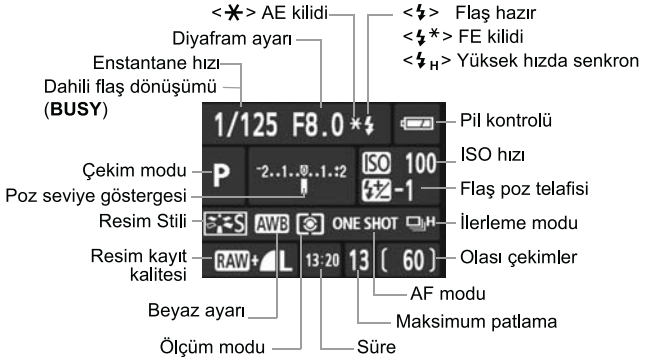 <✱> AE kilidi
<⚡> Flaş hazır
Diyafram ayarı
<⚡*> FE kilidi
Enstantane hızı
<⚡H> Yüksek hızda senkron
Dahili flaş dönüşümü
(BUSY)
1/125 F8.0 *⚡
Pil kontrolü
ISO hızı
Çekim modu
P
-2..1..0..1..+2
ISO 100
Poz seviye göstergesi
-1
Flaş poz telafisi
Resim Stili
S AWB ONE SHOT H
İlerleme modu
Resim kayıt
kalitesi
RAW+L 13:20 13 [ 60]
Olası çekimler
Beyaz ayarı
AF modu
Maksimum patlama
Ölçüm modu
Süre